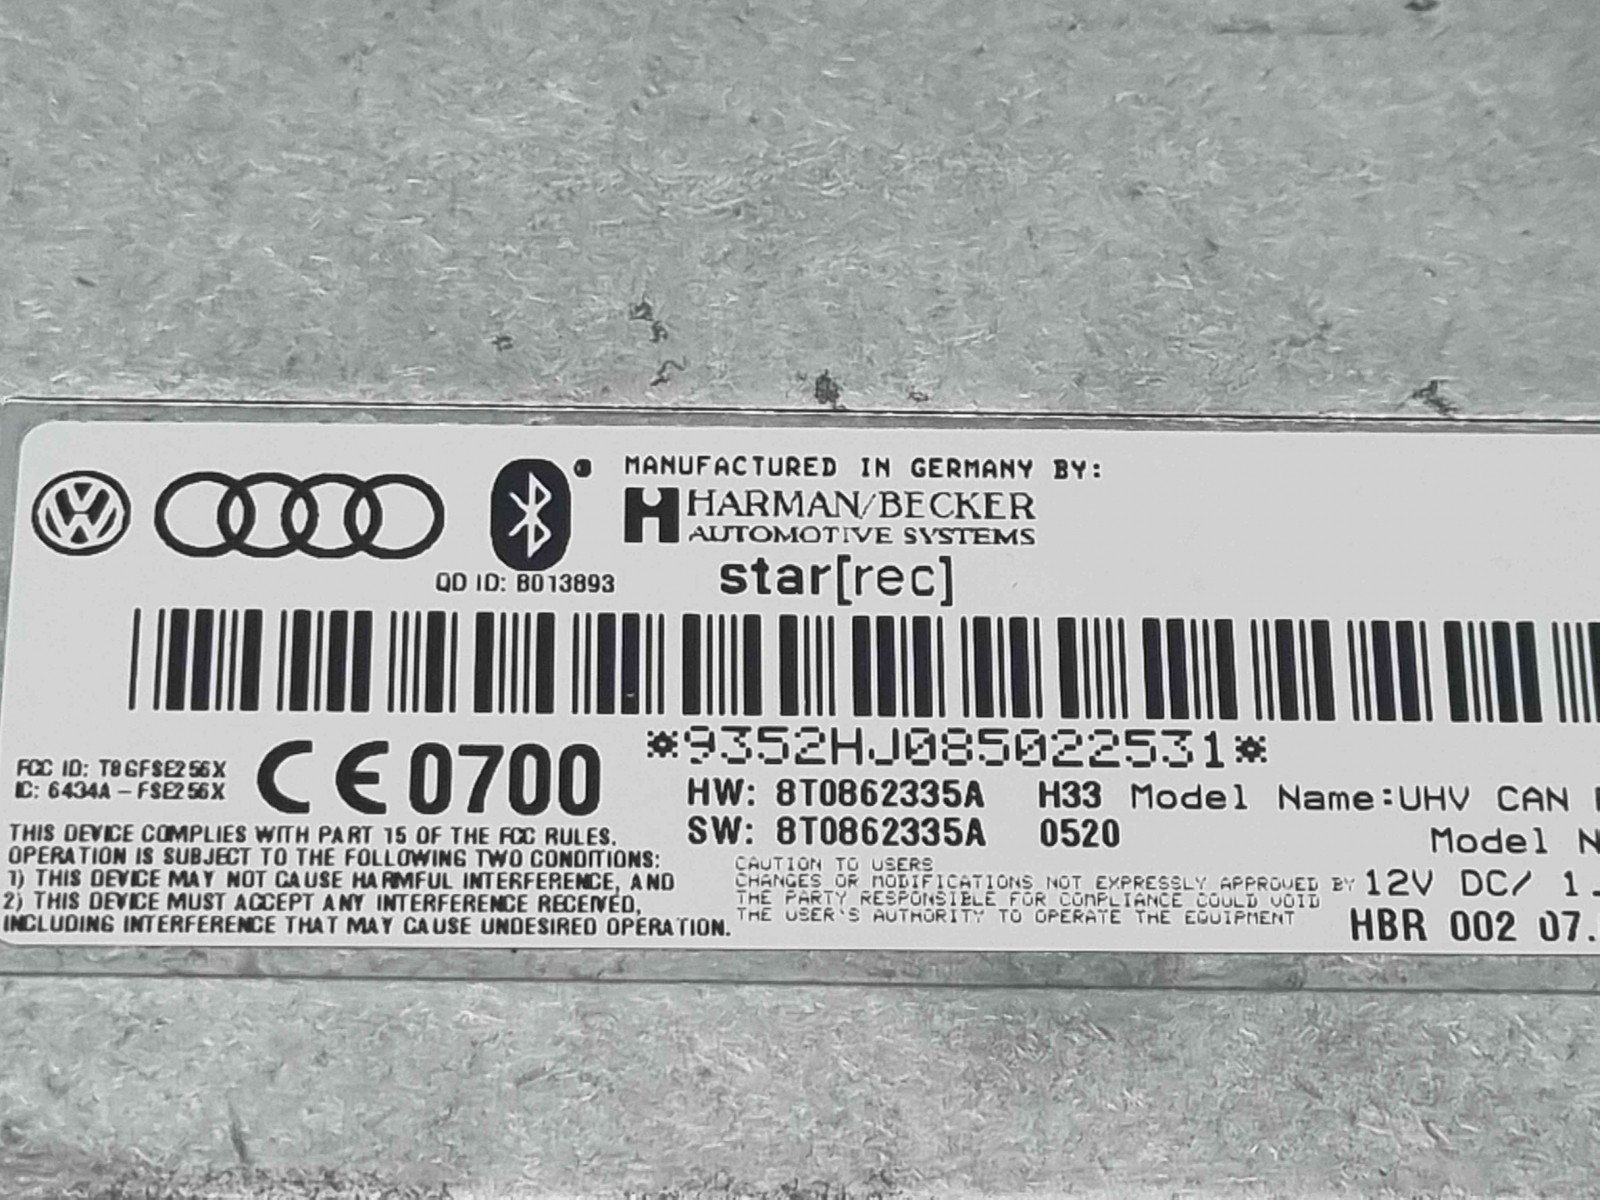 MANUFACTURED IN GERMANY BY:
HARMAN/BECKER
AUTOMOTIVE SYSTEMS
QD ID: B013893
star[rec]
*9352HJ085022531*
FCC ID: T8GFSE256X
IC: 6434A-FSE256X
CE 0700
HW: 8T0862335A H33 Model Name:UHV CAN
SW: 8T0862335A 0520 Model
THIS DEVICE COMPLIES WITH PART 15 OF THE FCC RULES.
OPERATION IS SUBJECT TO THE FOLLOWING TWO CONDITIONS:
1) THIS DEVICE MAY NOT CAUSE HARMFUL INTERFERENCE, AND
2) THIS DEVICE MUST ACCEPT ANY INTERFERENCE RECEIVED,
INCLUDING INTERFERENCE THAT MAY CAUSE UNDESIRED OPERATION.
CAUTION TO USERS
CHANGES OR MODIFICATIONS NOT EXPRESSLY APPROVED BY
THE PARTY RESPONSIBLE FOR COMPLIANCE COULD VOID
THE USER'S AUTHORITY TO OPERATE THE EQUIPMENT
12V DC/ 1.
HBR 002 07.